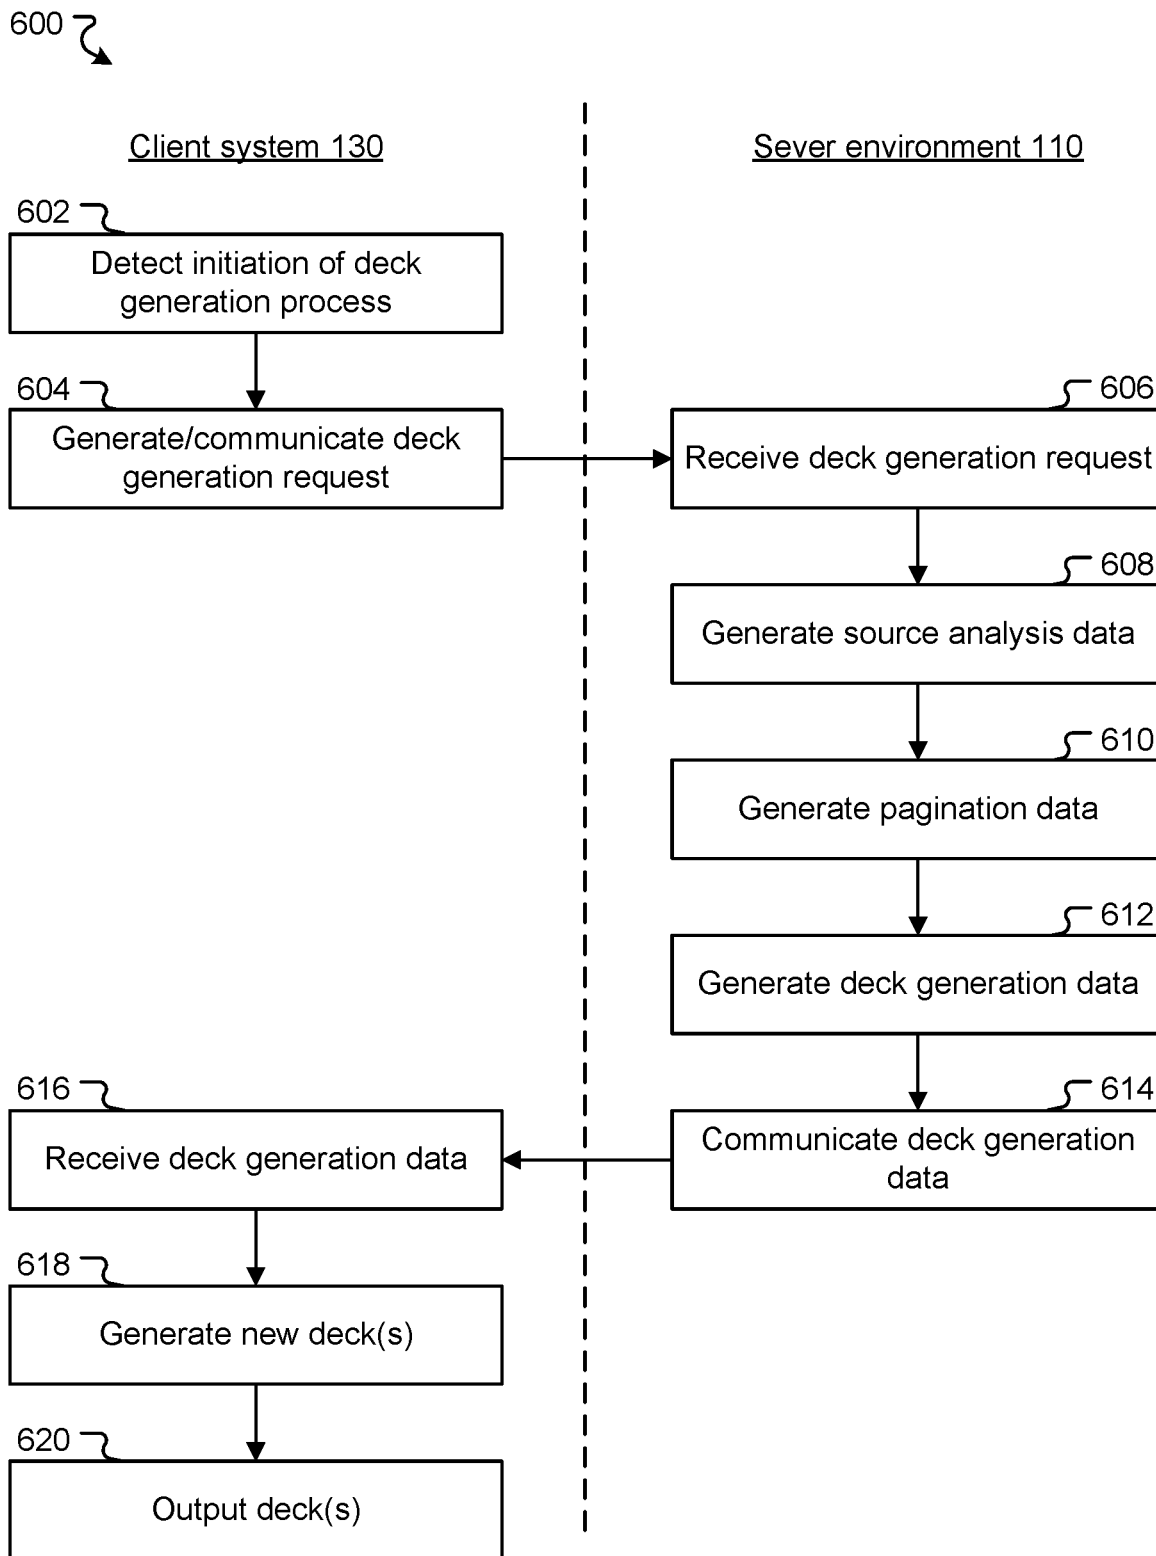 600
Client system 130
Sever environment 110
602
Detect initiation of deck
generation process
604
Generate/communicate deck
generation request
606
Receive deck generation request
608
Generate source analysis data
610
Generate pagination data
612
Generate deck generation data
614
Communicate deck generation
data
616
Receive deck generation data
618
Generate new deck(s)
620
Output deck(s)